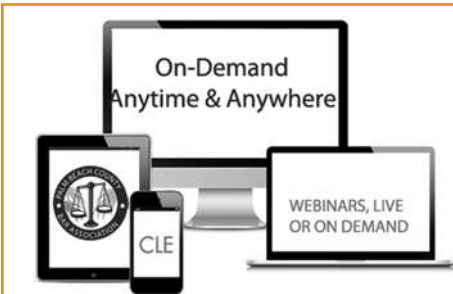 On-Demand
Anytime & Anywhere
PALM BEACH COUNTY
BAR ASSOCIATION
CLE
WEBINARS, LIVE
OR ON DEMAND